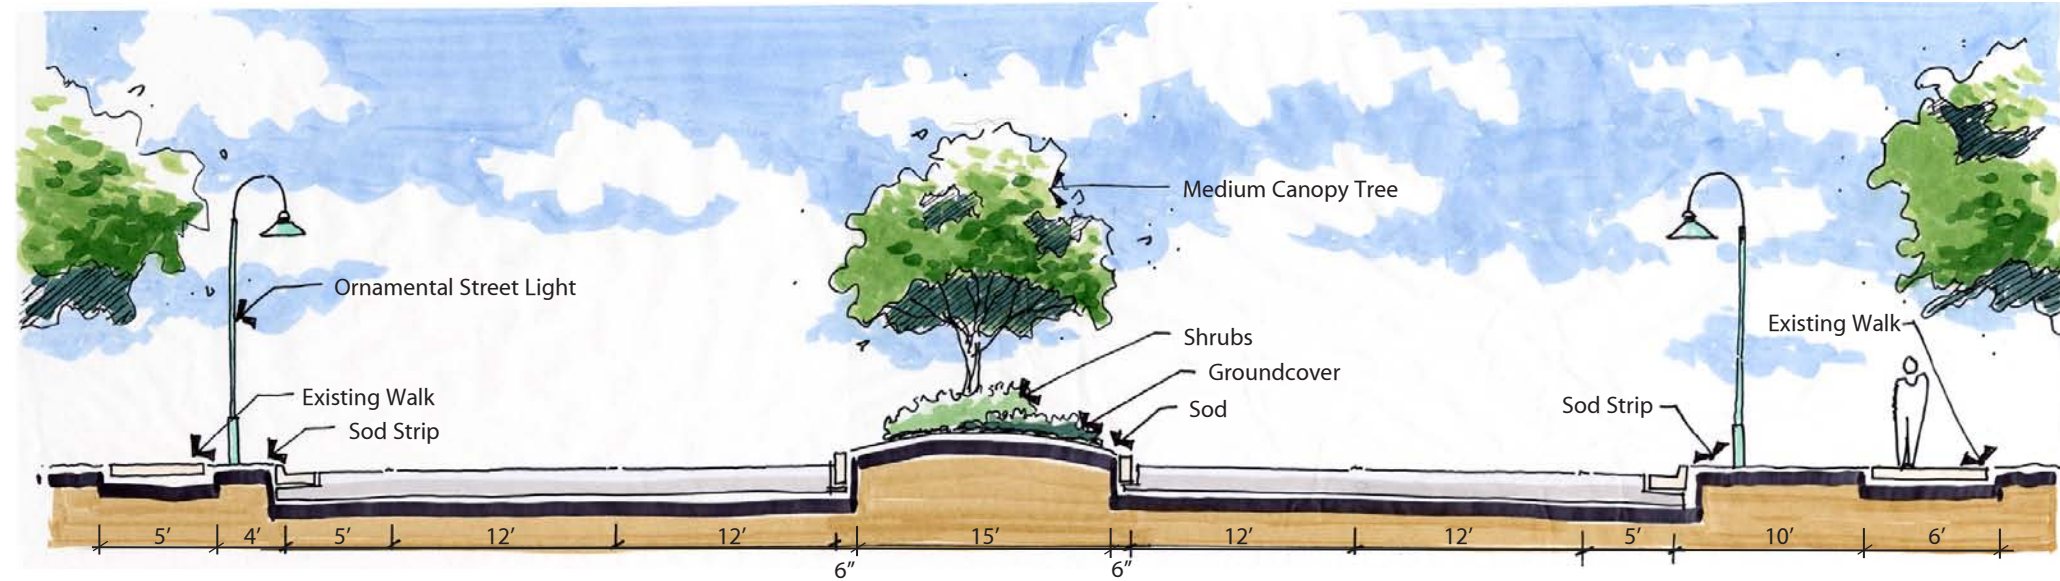 Medium Canopy Tree
Ornamental Street Light
Existing Walk
Shrubs
Groundcover
Existing Walk
Sod Strip
Sod
Sod Strip
5’ 4’ 5’ 12’ 12’ 15’ 12’ 12’ 5’ 10’ 6’
6” 6”